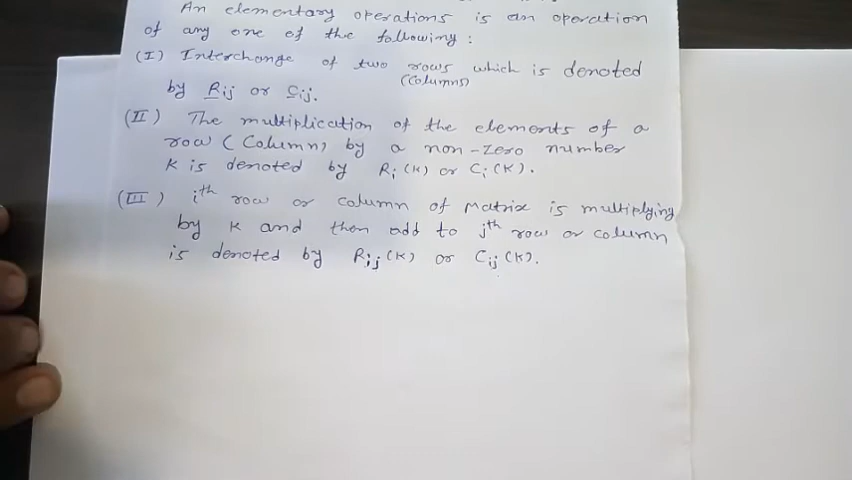 An elementary operations is an operation
of any one of the following :
(I) Interchange of two rows which is denoted
(Columns)
by Rij or Cij.
(II) The multiplication of the elements of a
row (Column) by a non-zero number
K is denoted by Ri(K) or Ci(K).
(III) ith row or column of Matrix is multiplying
by K and then add to jth row or column
is denoted by Rij(K) or Cij(K).